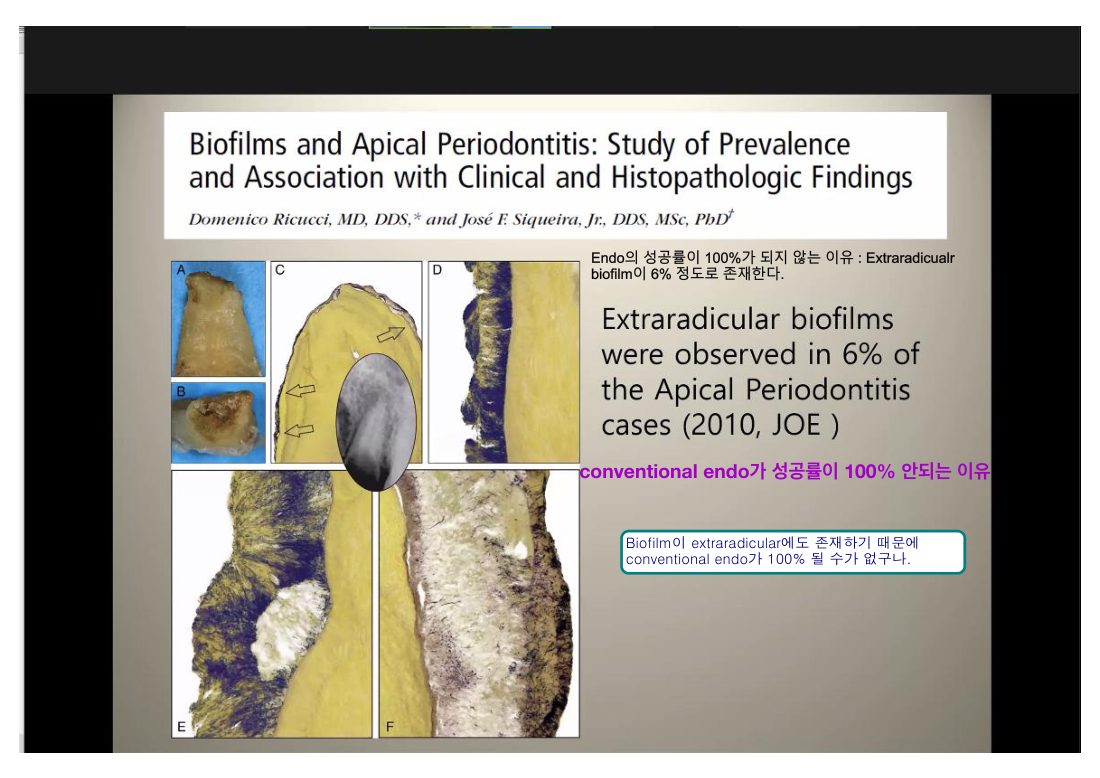 Biofilms and Apical Periodontitis: Study of Prevalence
and Association with Clinical and Histopathologic Findings
Domenico Ricucci, MD, DDS,* and José F. Siqueira, Jr., DDS, MSc, PhD†
A
B
C
D
Endo의 성공률이 100%가 되지 않는 이유 : Extraradicualr
biofilm이 6% 정도로 존재한다.
Extraradicular biofilms
were observed in 6% of
the Apical Periodontitis
cases (2010, JOE )
conventional endo가 성공률이 100% 안되는 이유
Biofilm이 extraradicular에도 존재하기 때문에
conventional endo가 100% 될 수가 없구나.
E
F